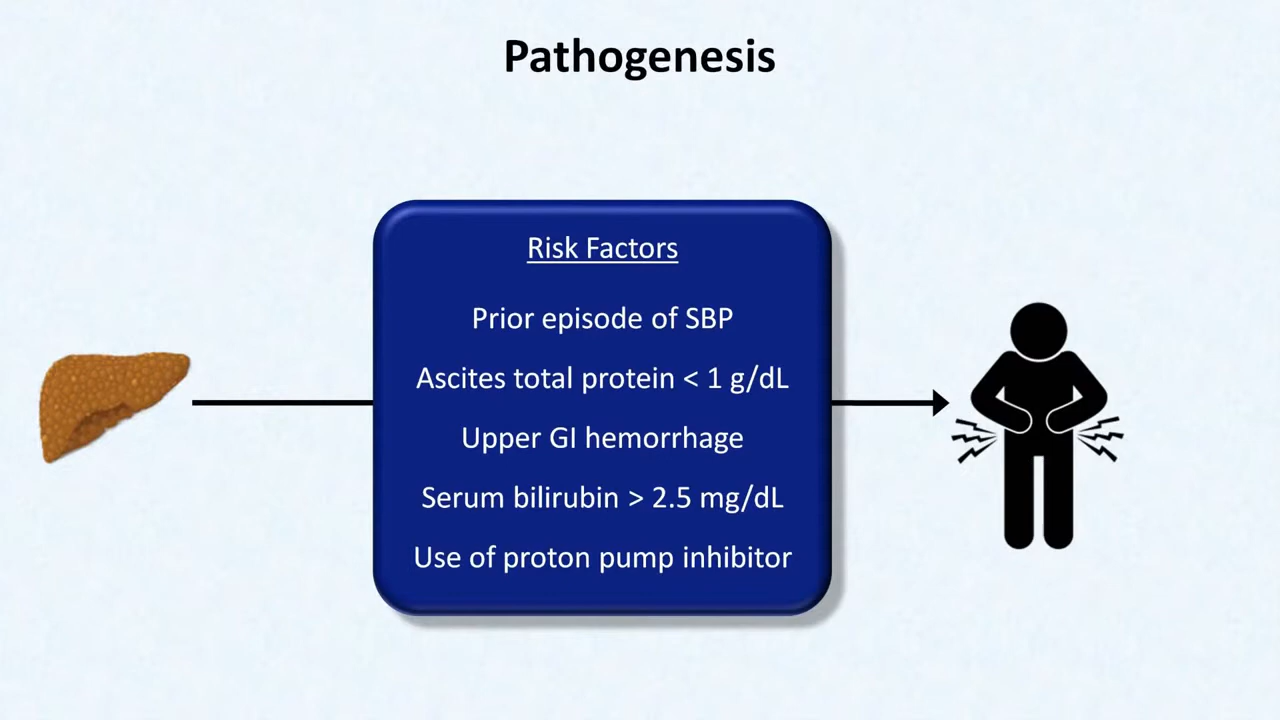 Pathogenesis
Risk Factors
Prior episode of SBP
Ascites total protein < 1 g/dL
Upper GI hemorrhage
Serum bilirubin > 2.5 mg/dL
Use of proton pump inhibitor